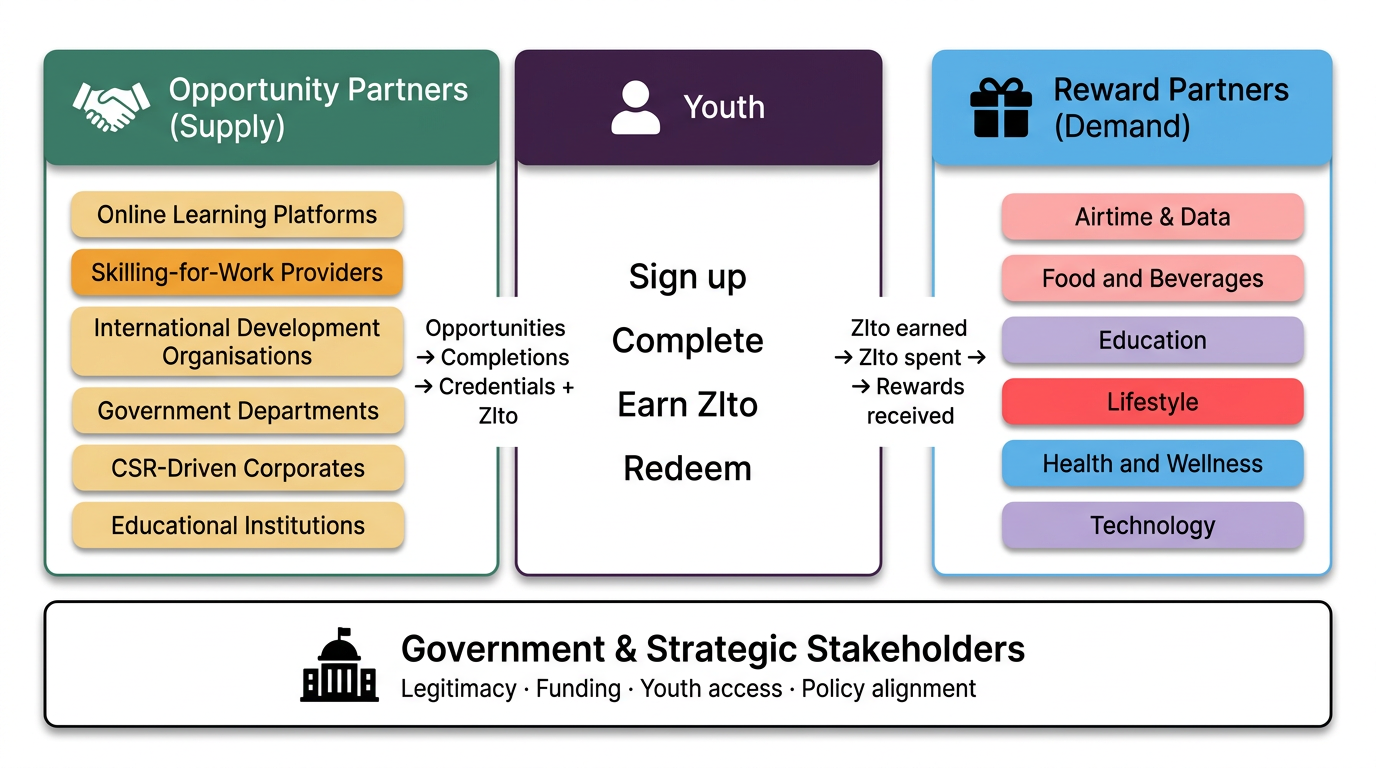 Opportunity Partners
(Supply)
Online Learning Platforms
Skilling-for-Work Providers
International Development
Organisations
Government Departments
CSR-Driven Corporates
Educational Institutions
Opportunities
→ Completions
→ Credentials +
Zlto
Youth
Sign up
Complete
Earn Zlto
Redeem
Zlto earned
→ Zlto spent →
→ Rewards
received
Reward Partners
(Demand)
Airtime & Data
Food and Beverages
Education
Lifestyle
Health and Wellness
Technology
Government & Strategic Stakeholders
Legitimacy · Funding · Youth access · Policy alignment